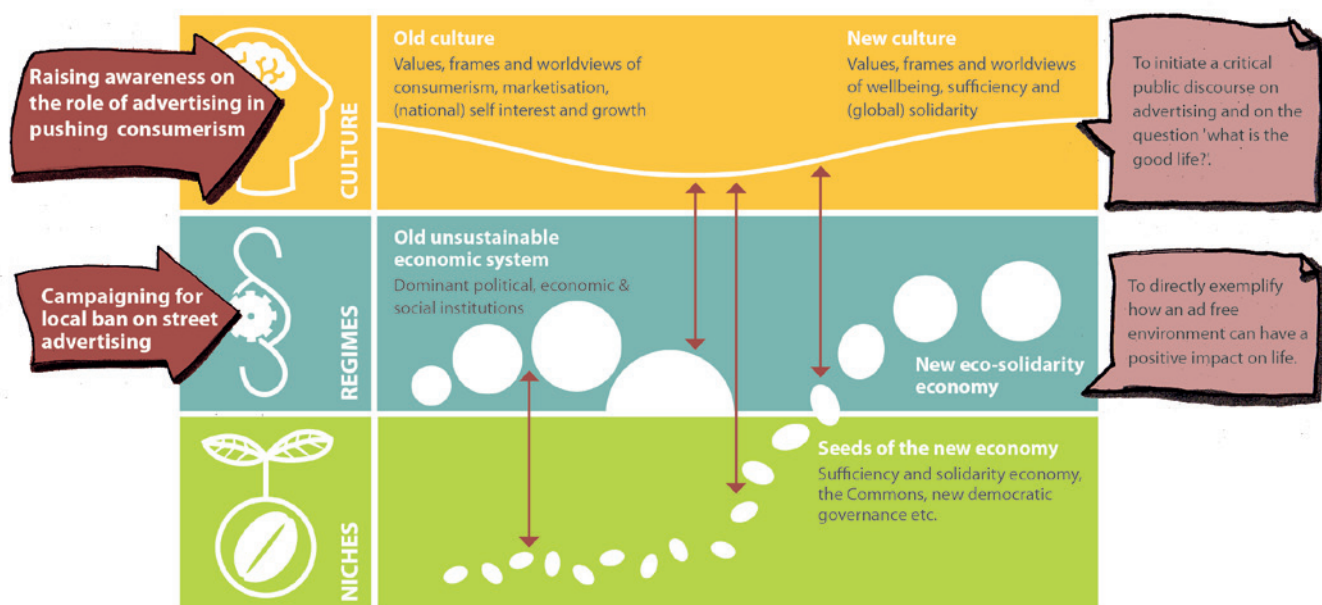 Raising awareness on
the role of advertising in
pushing consumerism
CULTURE
Old culture
Values, frames and worldviews of
consumerism, marketisation,
(national) self interest and growth
New culture
Values, frames and worldviews
of wellbeing, sufficiency and
(global) solidarity
To initiate a critical
public discourse on
advertising and on the
question 'what is the
good life?'.
Campaigning for
local ban on street
advertising
REGIMES
Old unsustainable
economic system
Dominant political, economic &
social institutions
New eco-solidarity
economy
To directly exemplify
how an ad free
environment can have a
positive impact on life.
NICHES
Seeds of the new economy
Sufficiency and solidarity economy,
the Commons, new democratic
governance etc.